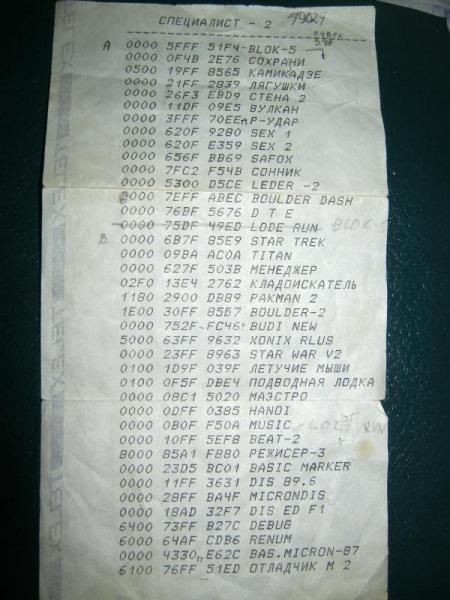 СПЕЦИАЛИСТ - 2
A 0000 5FFF 51F4 BLOK-5
0000 0F4B 2E76 СОХРАНИ
0500 19FF 8565 КАМИКАДЗЕ
0000 21FF 2839 ЛЯГУШКИ
0000 26F3 EBD9 СТЕНА 2
0000 11DF 09E5 ВУЛКАН
0000 3FFF 70EE Р-УДАР
0000 620F 9280 SEX 1
0000 620F E359 SEX 2
0000 656F BB69 SAFOX
0000 7FC2 F54B СОННИК
0000 5300 D5CE LEDER -2
0000 7EFF ABEC BOULDER DASH
0000 76BF 5676 D T E
0000 75DF 49ED LODE RUN BLOK-5
B 0000 6B7F 85E9 STAR TREK
0000 09BA AC0A TITAN
0000 627F 503B МЕНЕДЖЕР
02F0 13E4 2762 КЛАДОИСКАТЕЛЬ
1180 2900 DB89 PAKMAN 2
1E00 30FF 8567 BOULDER-2
0000 752F FC46 BUDI NEW
5000 63FF 9632 XONIX RLUS
0000 23FF 8963 STAR WAR V2
0100 1D9F 039F ЛЕТУЧИЕ МЫШИ
0100 0F5F DBE4 ПОДВОДНАЯ ЛОДКА
0000 08C1 5020 МАЭСТРО
0000 0DFF 0385 HANOI
0000 0B0F F50A MUSIC RUN
0000 10FF 5EF8 BEAT-2
8000 85A1 F880 РЕЖИСЕР-3
0000 23D5 BC01 BASIC MARKER
0000 11FF 3631 DIS 89.6
0000 28FF BA4F MICRONDIS
0000 18AD 32F7 DIS ED F1
6400 73FF B27C DEBUG
6000 64AF CDB6 RENUM
0000 4330 E62C BAS.MICRON-87
6100 76FF 51ED ОТЛАДЧИК М 2
TELEX
TELEX
TELEX